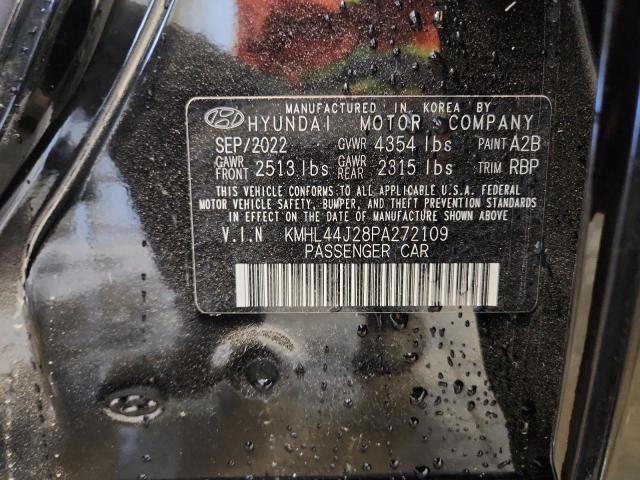 MANUFACTURED IN KOREA BY
HYUNDAI MOTOR COMPANY
SEP/2022 GVWR 4354 lbs PAINT A2B
GAWR FRONT 2513 lbs GAWR REAR 2315 lbs TRIM RBP
THIS VEHICLE CONFORMS TO ALL APPLICABLE U.S.A. FEDERAL
MOTOR VEHICLE SAFETY, BUMPER, AND THEFT PREVENTION STANDARDS
IN EFFECT ON THE DATE OF MANUFACTURE SHOWN ABOVE
V.I.N KMHL44J28PA272109
PASSENGER CAR